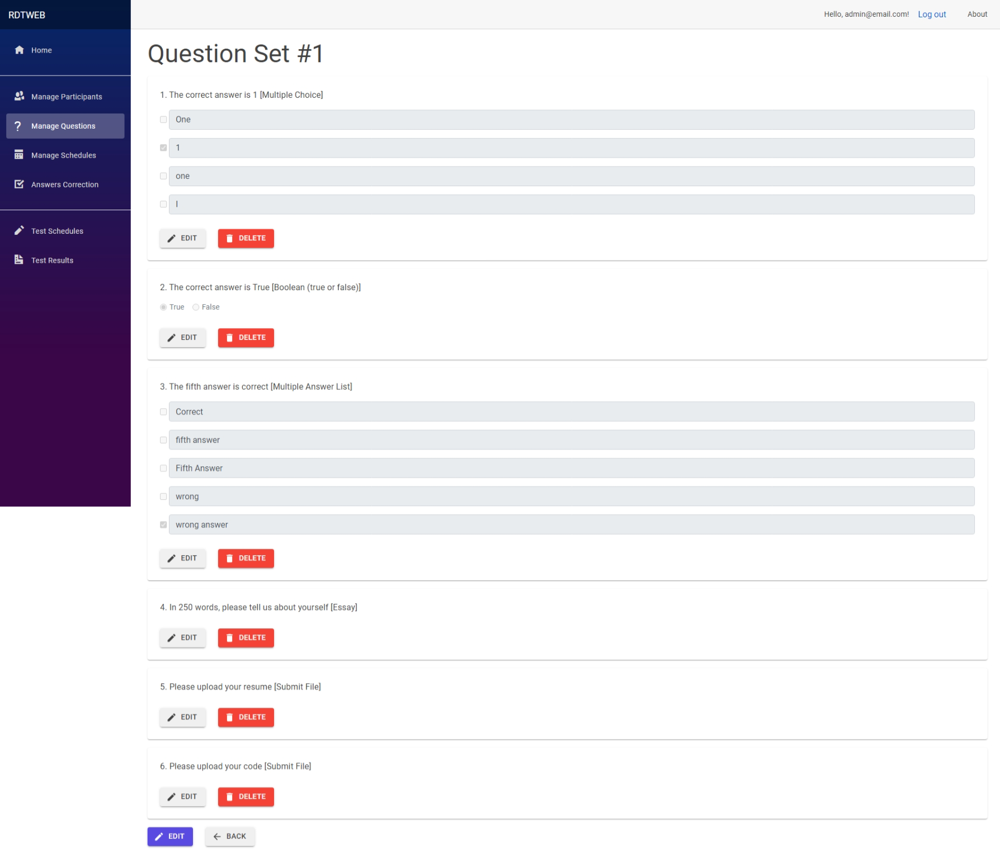 RDTWEB
Hello, admin@email.com! Log out About
Home
Manage Participants
Manage Questions
Manage Schedules
Answers Correction
Test Schedules
Test Results
Question Set #1
1. The correct answer is 1 [Multiple Choice]
One
1
one
I
EDIT DELETE
2. The correct answer is True [Boolean (true or false)]
True False
EDIT DELETE
3. The fifth answer is correct [Multiple Answer List]
Correct
fifth answer
Fifth Answer
wrong
wrong answer
EDIT DELETE
4. In 250 words, please tell us about yourself [Essay]
EDIT DELETE
5. Please upload your resume [Submit File]
EDIT DELETE
6. Please upload your code [Submit File]
EDIT DELETE
EDIT BACK